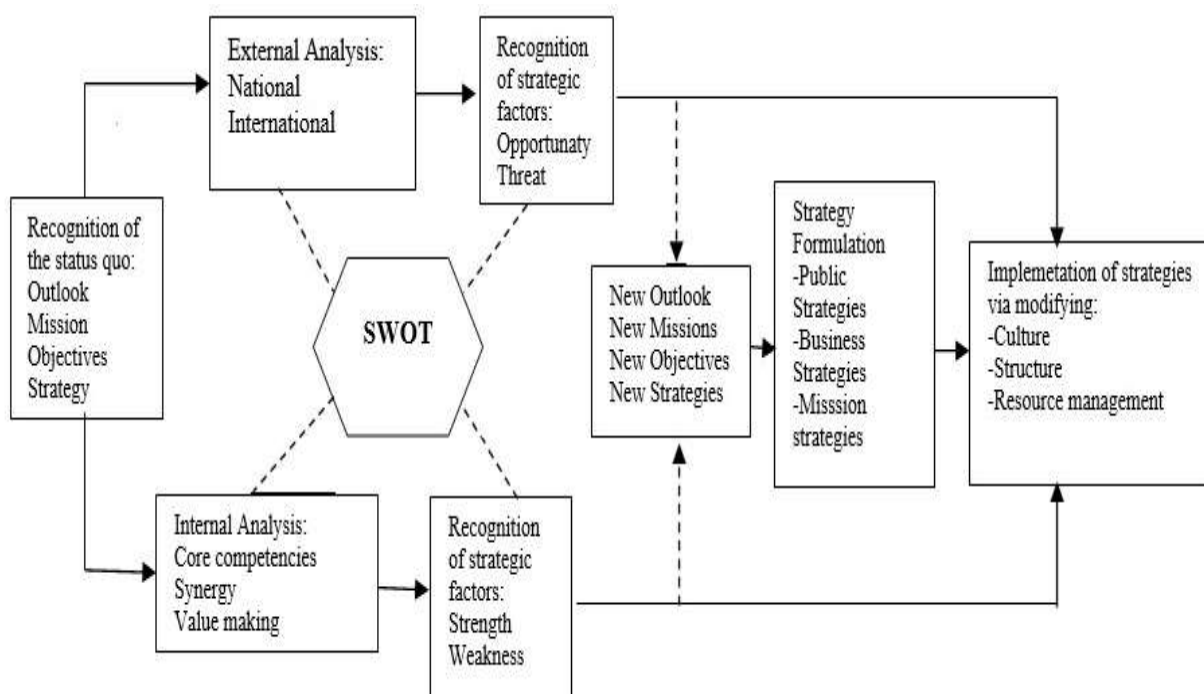 External Analysis:
National
International
Recognition
of strategic
factors:
Opportunaty
Threat
Recognition of
the status quo:
Outlook
Mission
Objectives
Strategy
SWOT
New Outlook
New Missions
New Objectives
New Strategies
Strategy
Formulation
-Public
Strategies
-Business
Strategies
-Misssion
strategies
Implemetation of strategies
via modifying:
-Culture
-Structure
-Resource management
Internal Analysis:
Core competencies
Synergy
Value making
Recognition
of strategic
factors:
Strength
Weakness